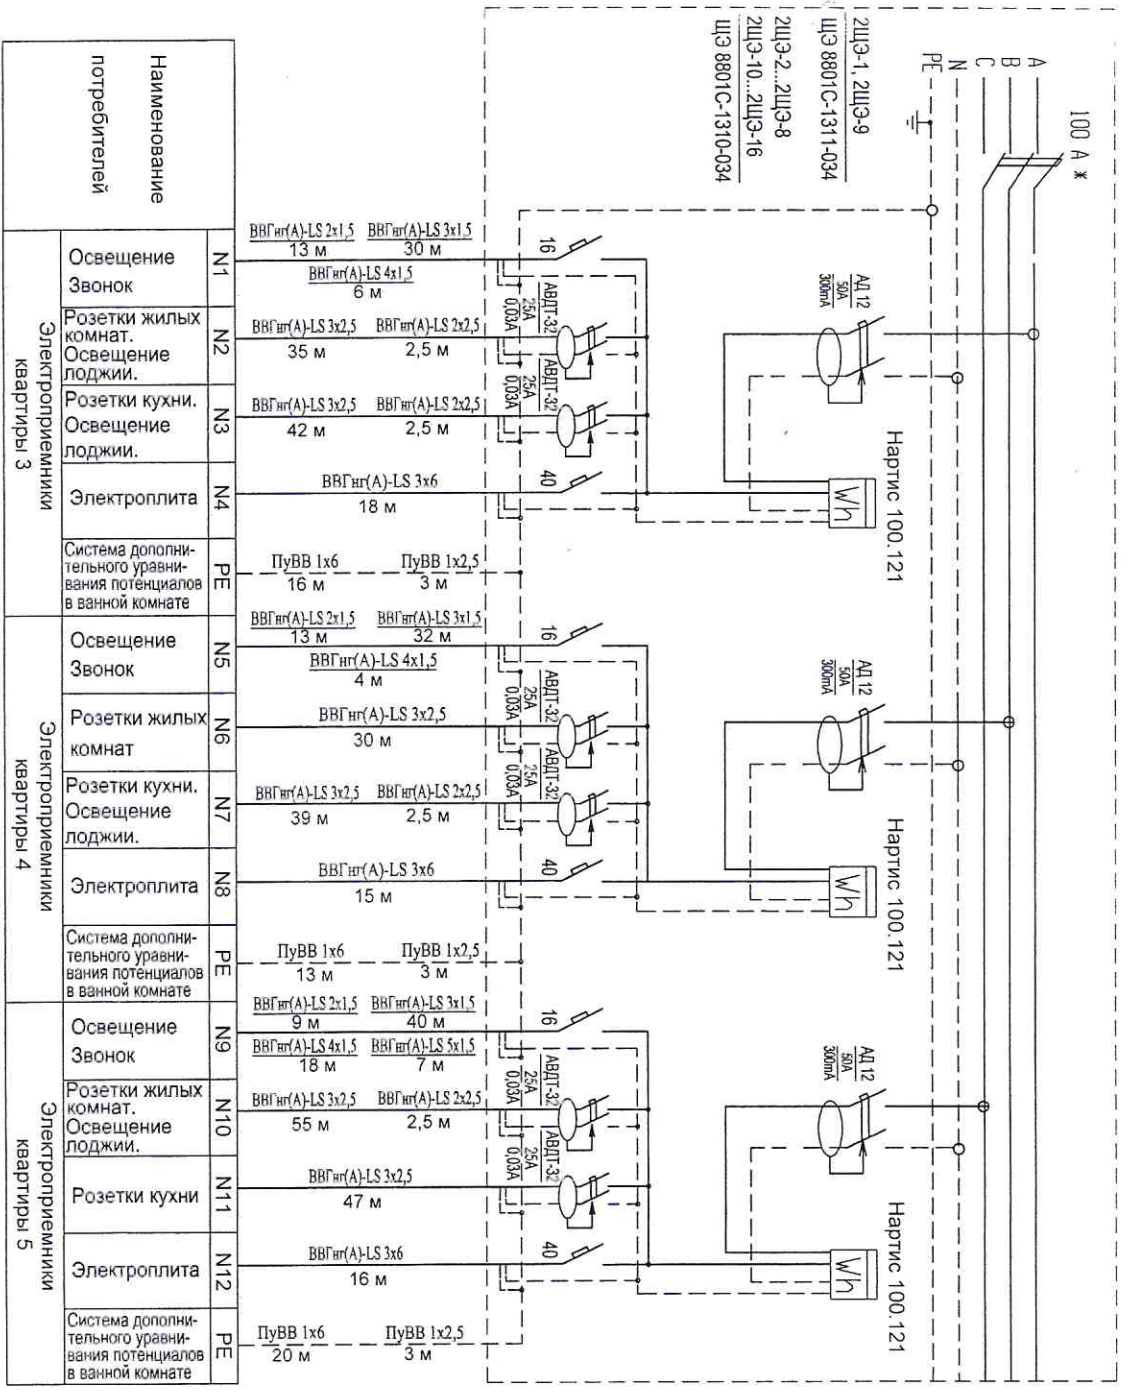 100 А ж
A
B
C
N
PE
2ЩЭ-1, 2ЩЭ-9
ЩЭ 8801С-1311-034
2ЩЭ-2...2ЩЭ-8
2ЩЭ-10...2ЩЭ-16
ЩЭ 8801С-1310-034
АД 12
50А
300mA
Нартис 100.121
Wh
АД 12
50А
300mA
Нартис 100.121
Wh
АД 12
50А
300mA
Нартис 100.121
Wh
16
АВДТ-32
25А
0,03А
АВДТ-32
25А
0,03А
40
16
АВДТ-32
25А
0,03А
АВДТ-32
25А
0,03А
40
16
АВДТ-32
25А
0,03А
АВДТ-32
25А
0,03А
40
Наименование
потребителей
Электроприемники
квартиры 3
Освещение
Звонок
N1
ВВГнг(А)-LS 2х1,5 ВВГнг(А)-LS 3х1,5
13 м 30 м
ВВГнг(А)-LS 4х1,5
6 м
Розетки жилых
комнат.
Освещение
лоджии.
N2
ВВГнг(А)-LS 3х2,5 ВВГнг(А)-LS 2х2,5
35 м 2,5 м
Розетки кухни.
Освещение
лоджии.
N3
ВВГнг(А)-LS 3х2,5 ВВГнг(А)-LS 2х2,5
42 м 2,5 м
Электроплита
N4
ВВГнг(А)-LS 3х6
18 м
Система дополни-
тельного уравни-
вания потенциалов
в ванной комнате
PE
ПуВВ 1х6 ПуВВ 1х2,5
16 м 3 м
Электроприемники
квартиры 4
Освещение
Звонок
N5
ВВГнг(А)-LS 2х1,5 ВВГнг(А)-LS 3х1,5
13 м 32 м
ВВГнг(А)-LS 4х1,5
4 м
Розетки жилых
комнат
N6
ВВГнг(А)-LS 3х2,5
30 м
Розетки кухни.
Освещение
лоджии.
N7
ВВГнг(А)-LS 3х2,5 ВВГнг(А)-LS 2х2,5
39 м 2,5 м
Электроплита
N8
ВВГнг(А)-LS 3х6
15 м
Система дополни-
тельного уравни-
вания потенциалов
в ванной комнате
PE
ПуВВ 1х6 ПуВВ 1х2,5
13 м 3 м
Электроприемники
квартиры 5
Освещение
Звонок
N9
ВВГнг(А)-LS 2х1,5 ВВГнг(А)-LS 3х1,5
9 м 40 м
ВВГнг(А)-LS 4х1,5 ВВГнг(А)-LS 5х1,5
18 м 7 м
Розетки жилых
комнат.
Освещение
лоджии.
N10
ВВГнг(А)-LS 3х2,5 ВВГнг(А)-LS 2х2,5
55 м 2,5 м
Розетки кухни
N11
ВВГнг(А)-LS 3х2,5
47 м
Электроплита
N12
ВВГнг(А)-LS 3х6
16 м
Система дополни-
тельного уравни-
вания потенциалов
в ванной комнате
PE
ПуВВ 1х6 ПуВВ 1х2,5
20 м 3 м